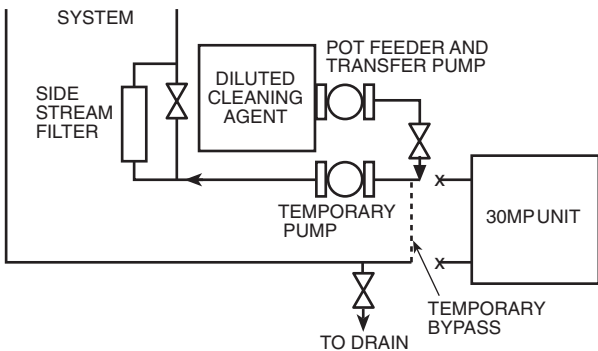 SYSTEM
POT FEEDER AND
TRANSFER PUMP
DILUTED
CLEANING
AGENT
SIDE
STREAM
FILTER
TEMPORARY
PUMP
x
x
30MP UNIT
TEMPORARY
BYPASS
TO DRAIN